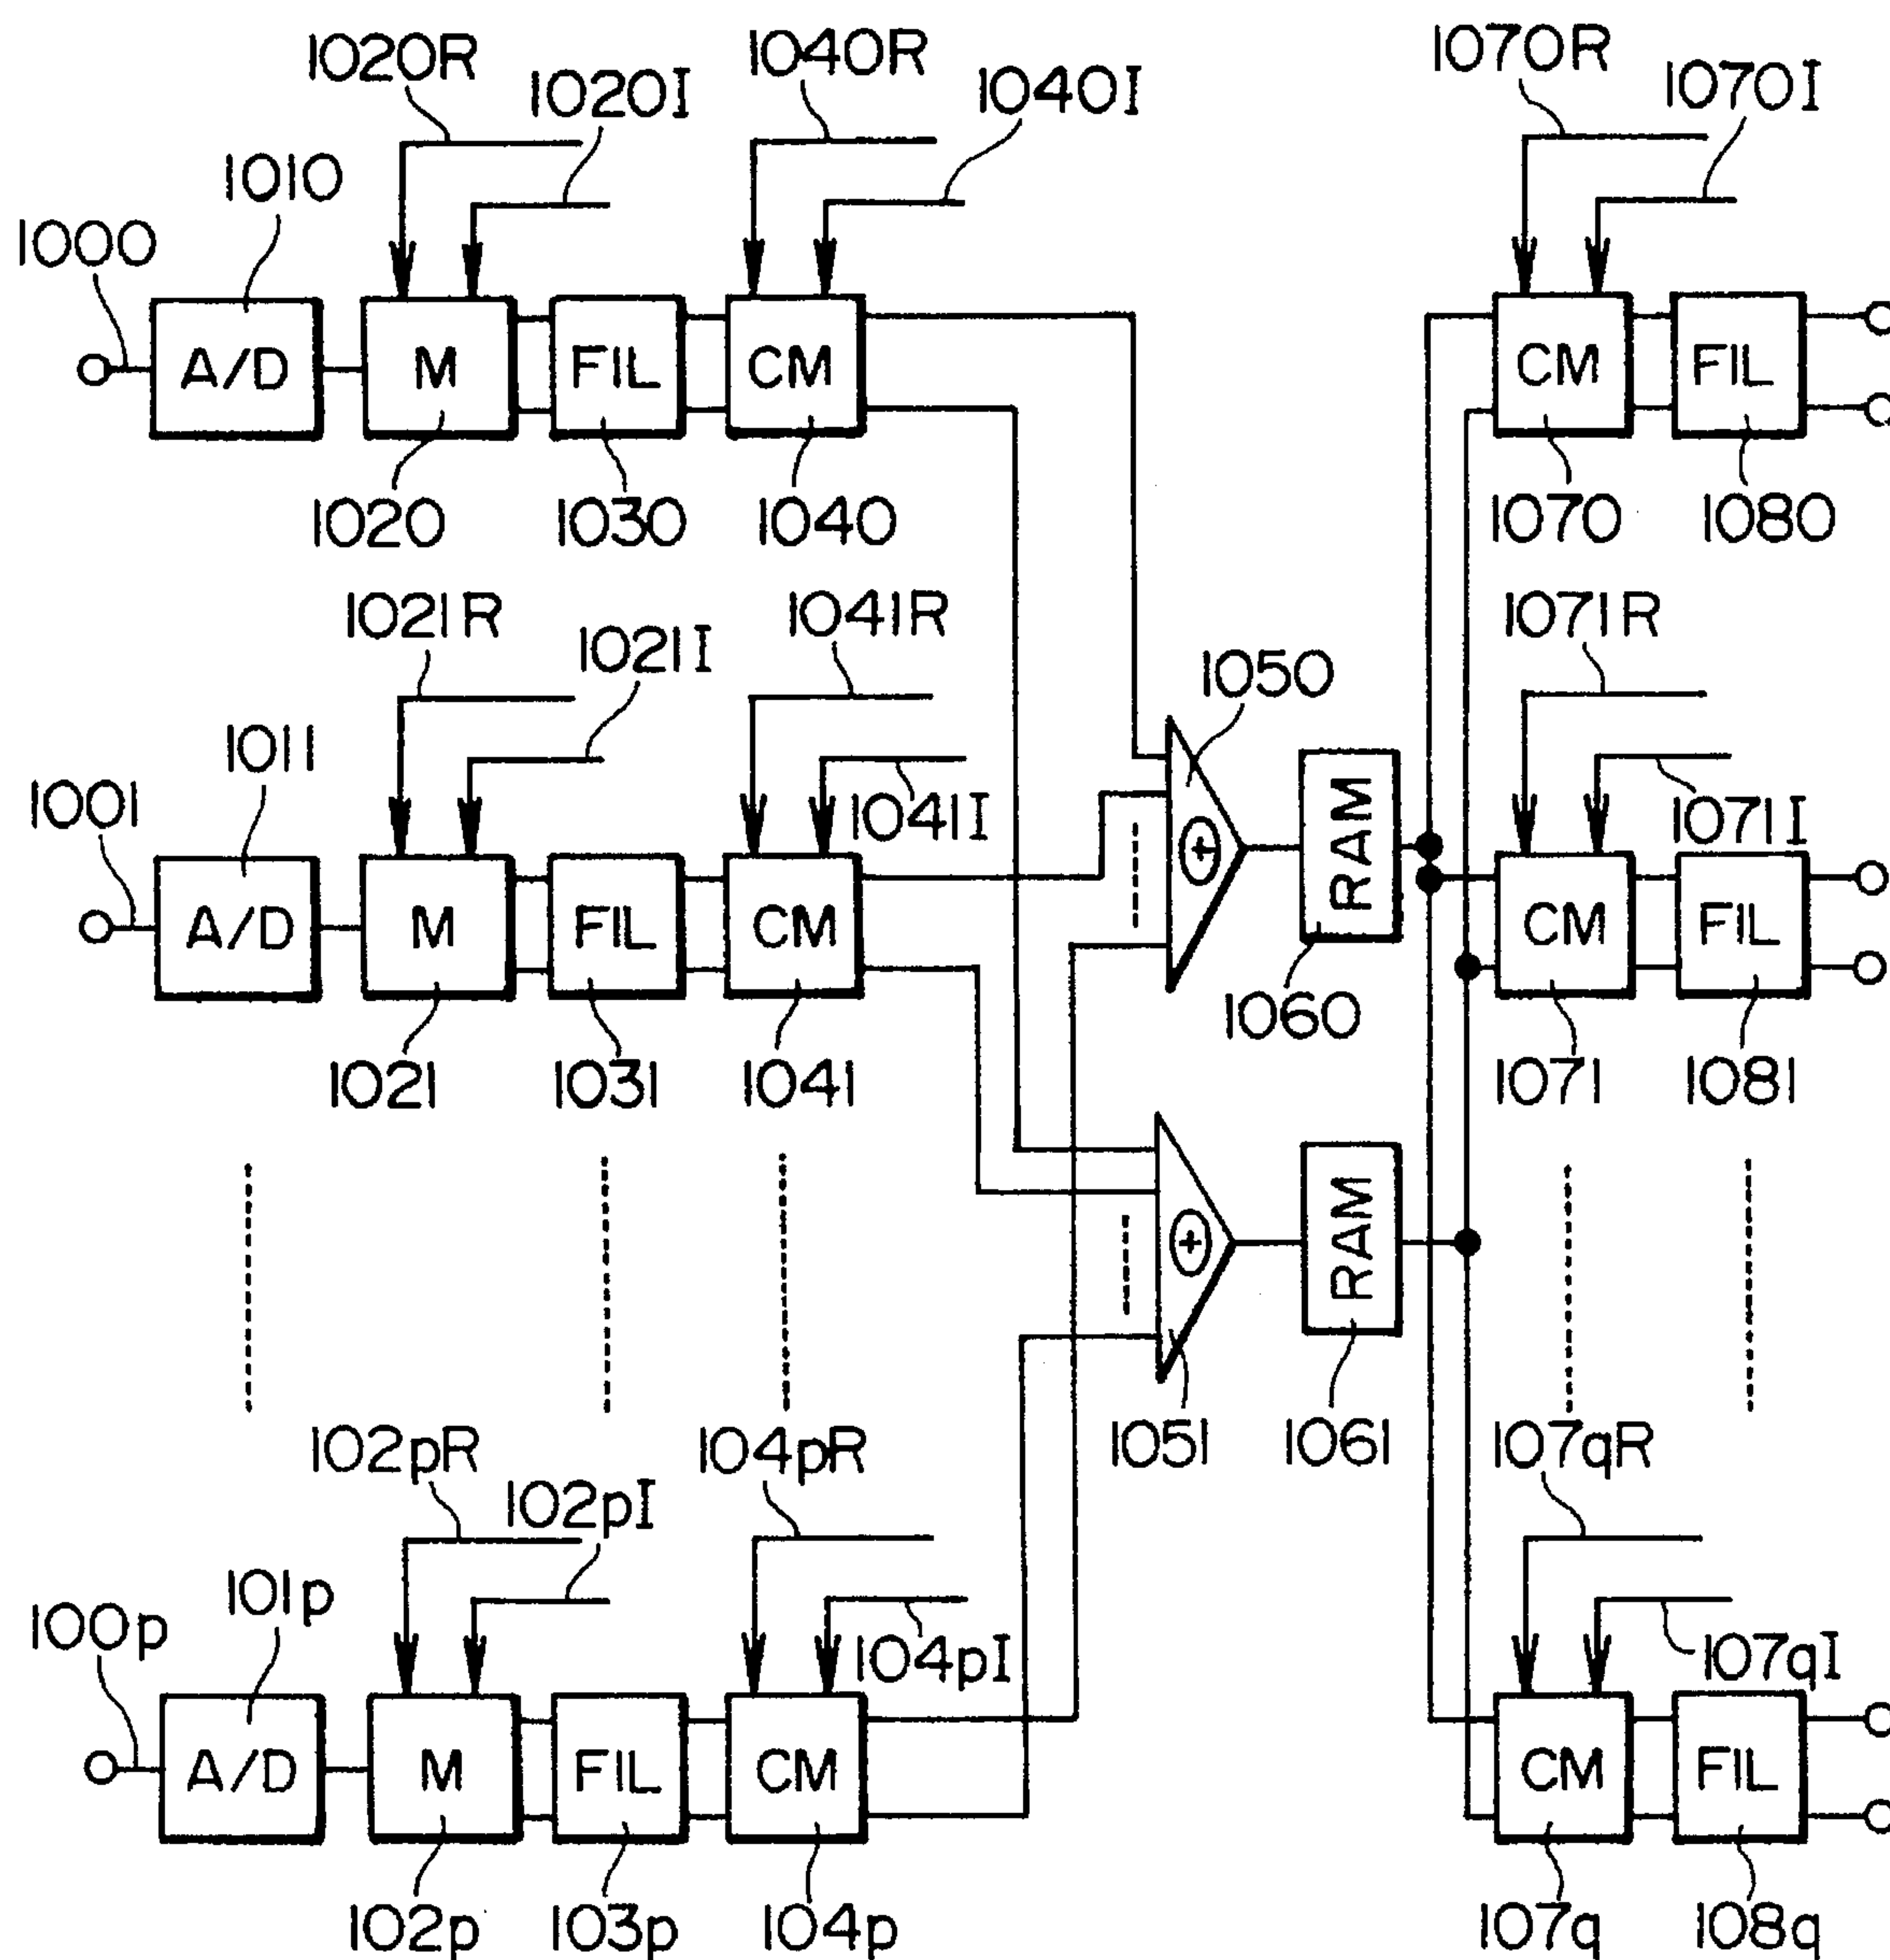 1020R
1040R
1070R
1020I
1040I
1070I
1010
1000
A/D
M
FIL
CM
CM
FIL
1020
1030
1040
1070
1080
1021R
1041R
1071R
1021I
1050
1011
1001
1041I
1071I
RAM
A/D
M
FIL
CM
+
CM
FIL
1060
1021
1031
1041
1071
1081
RAM
+
1051
1061
102pR
104pR
107qR
102pI
101p
100p
104pI
107qI
A/D
M
FIL
CM
CM
FIL
102p
103p
104p
107q
108q